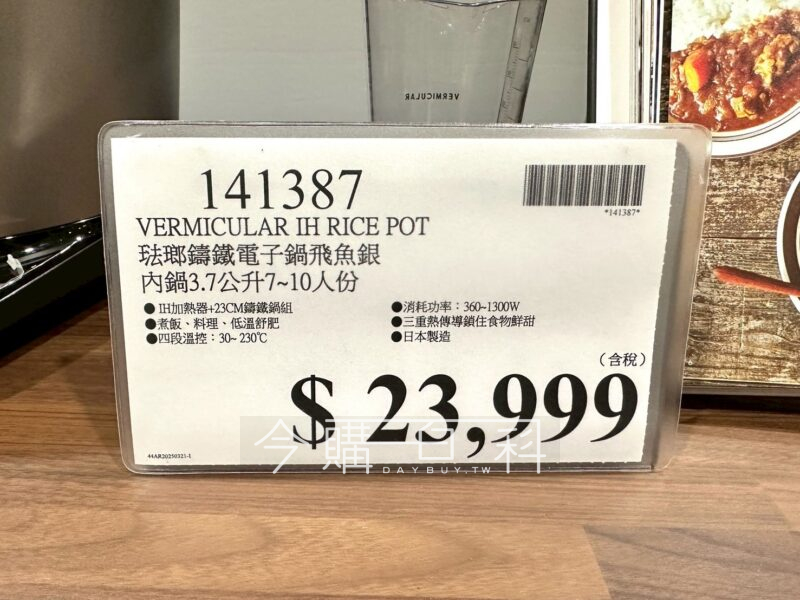 VERMICULAR
141387
*141387*
VERMICULAR IH RICE POT
琺瑯鑄鐵電子鍋飛魚銀
內鍋3.7公升7~10人份
●IH加熱器+23CM鑄鐵鍋組
●煮飯、料理、低溫舒肥
●四段溫控：30~230℃
●消耗功率：360~1300W
●三重熱傳導鎖住食物鮮甜
●日本製造
（含稅）
$ 23,999
44AR20250321-1
今購百科
DAYBUY.TW